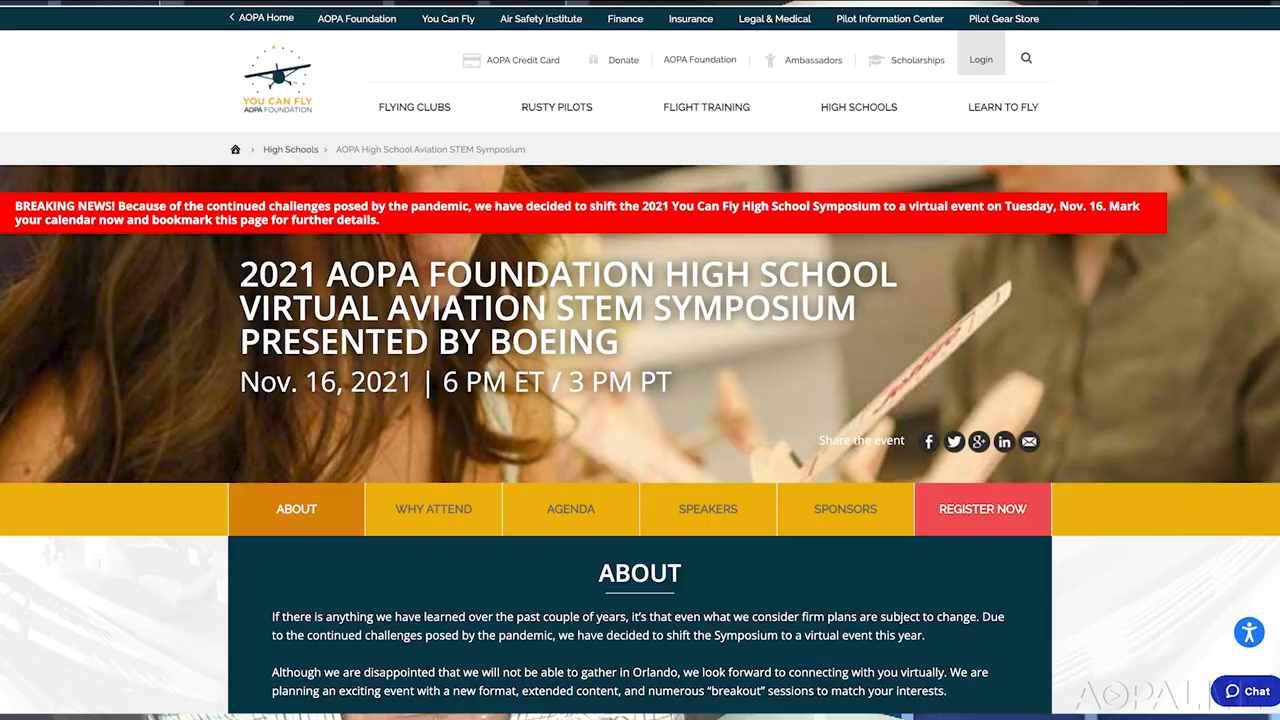 AOPA Home
AOPA Foundation
You Can Fly
Air Safety Institute
Finance
Insurance
Legal & Medical
Pilot Information Center
Pilot Gear Store
AOPA Credit Card
Donate
AOPA Foundation
Ambassadors
Scholarships
Login
YOU CAN FLY
AOPA FOUNDATION
FLYING CLUBS
RUSTY PILOTS
FLIGHT TRAINING
HIGH SCHOOLS
LEARN TO FLY
High Schools
AOPA High School Aviation STEM Symposium
BREAKING NEWS! Because of the continued challenges posed by the pandemic, we have decided to shift the 2021 You Can Fly High School Symposium to a virtual event on Tuesday, Nov. 16. Mark
your calendar now and bookmark this page for further details.
2021 AOPA FOUNDATION HIGH SCHOOL
VIRTUAL AVIATION STEM SYMPOSIUM
PRESENTED BY BOEING
Nov. 16, 2021 | 6 PM ET / 3 PM PT
Share the event
ABOUT
WHY ATTEND
AGENDA
SPEAKERS
SPONSORS
REGISTER NOW
ABOUT
If there is anything we have learned over the past couple of years, it’s that even what we consider firm plans are subject to change. Due
to the continued challenges posed by the pandemic, we have decided to shift the Symposium to a virtual event this year.
Although we are disappointed that we will not be able to gather in Orlando, we look forward to connecting with you virtually. We are
planning an exciting event with a new format, extended content, and numerous “breakout” sessions to match your interests.
Chat